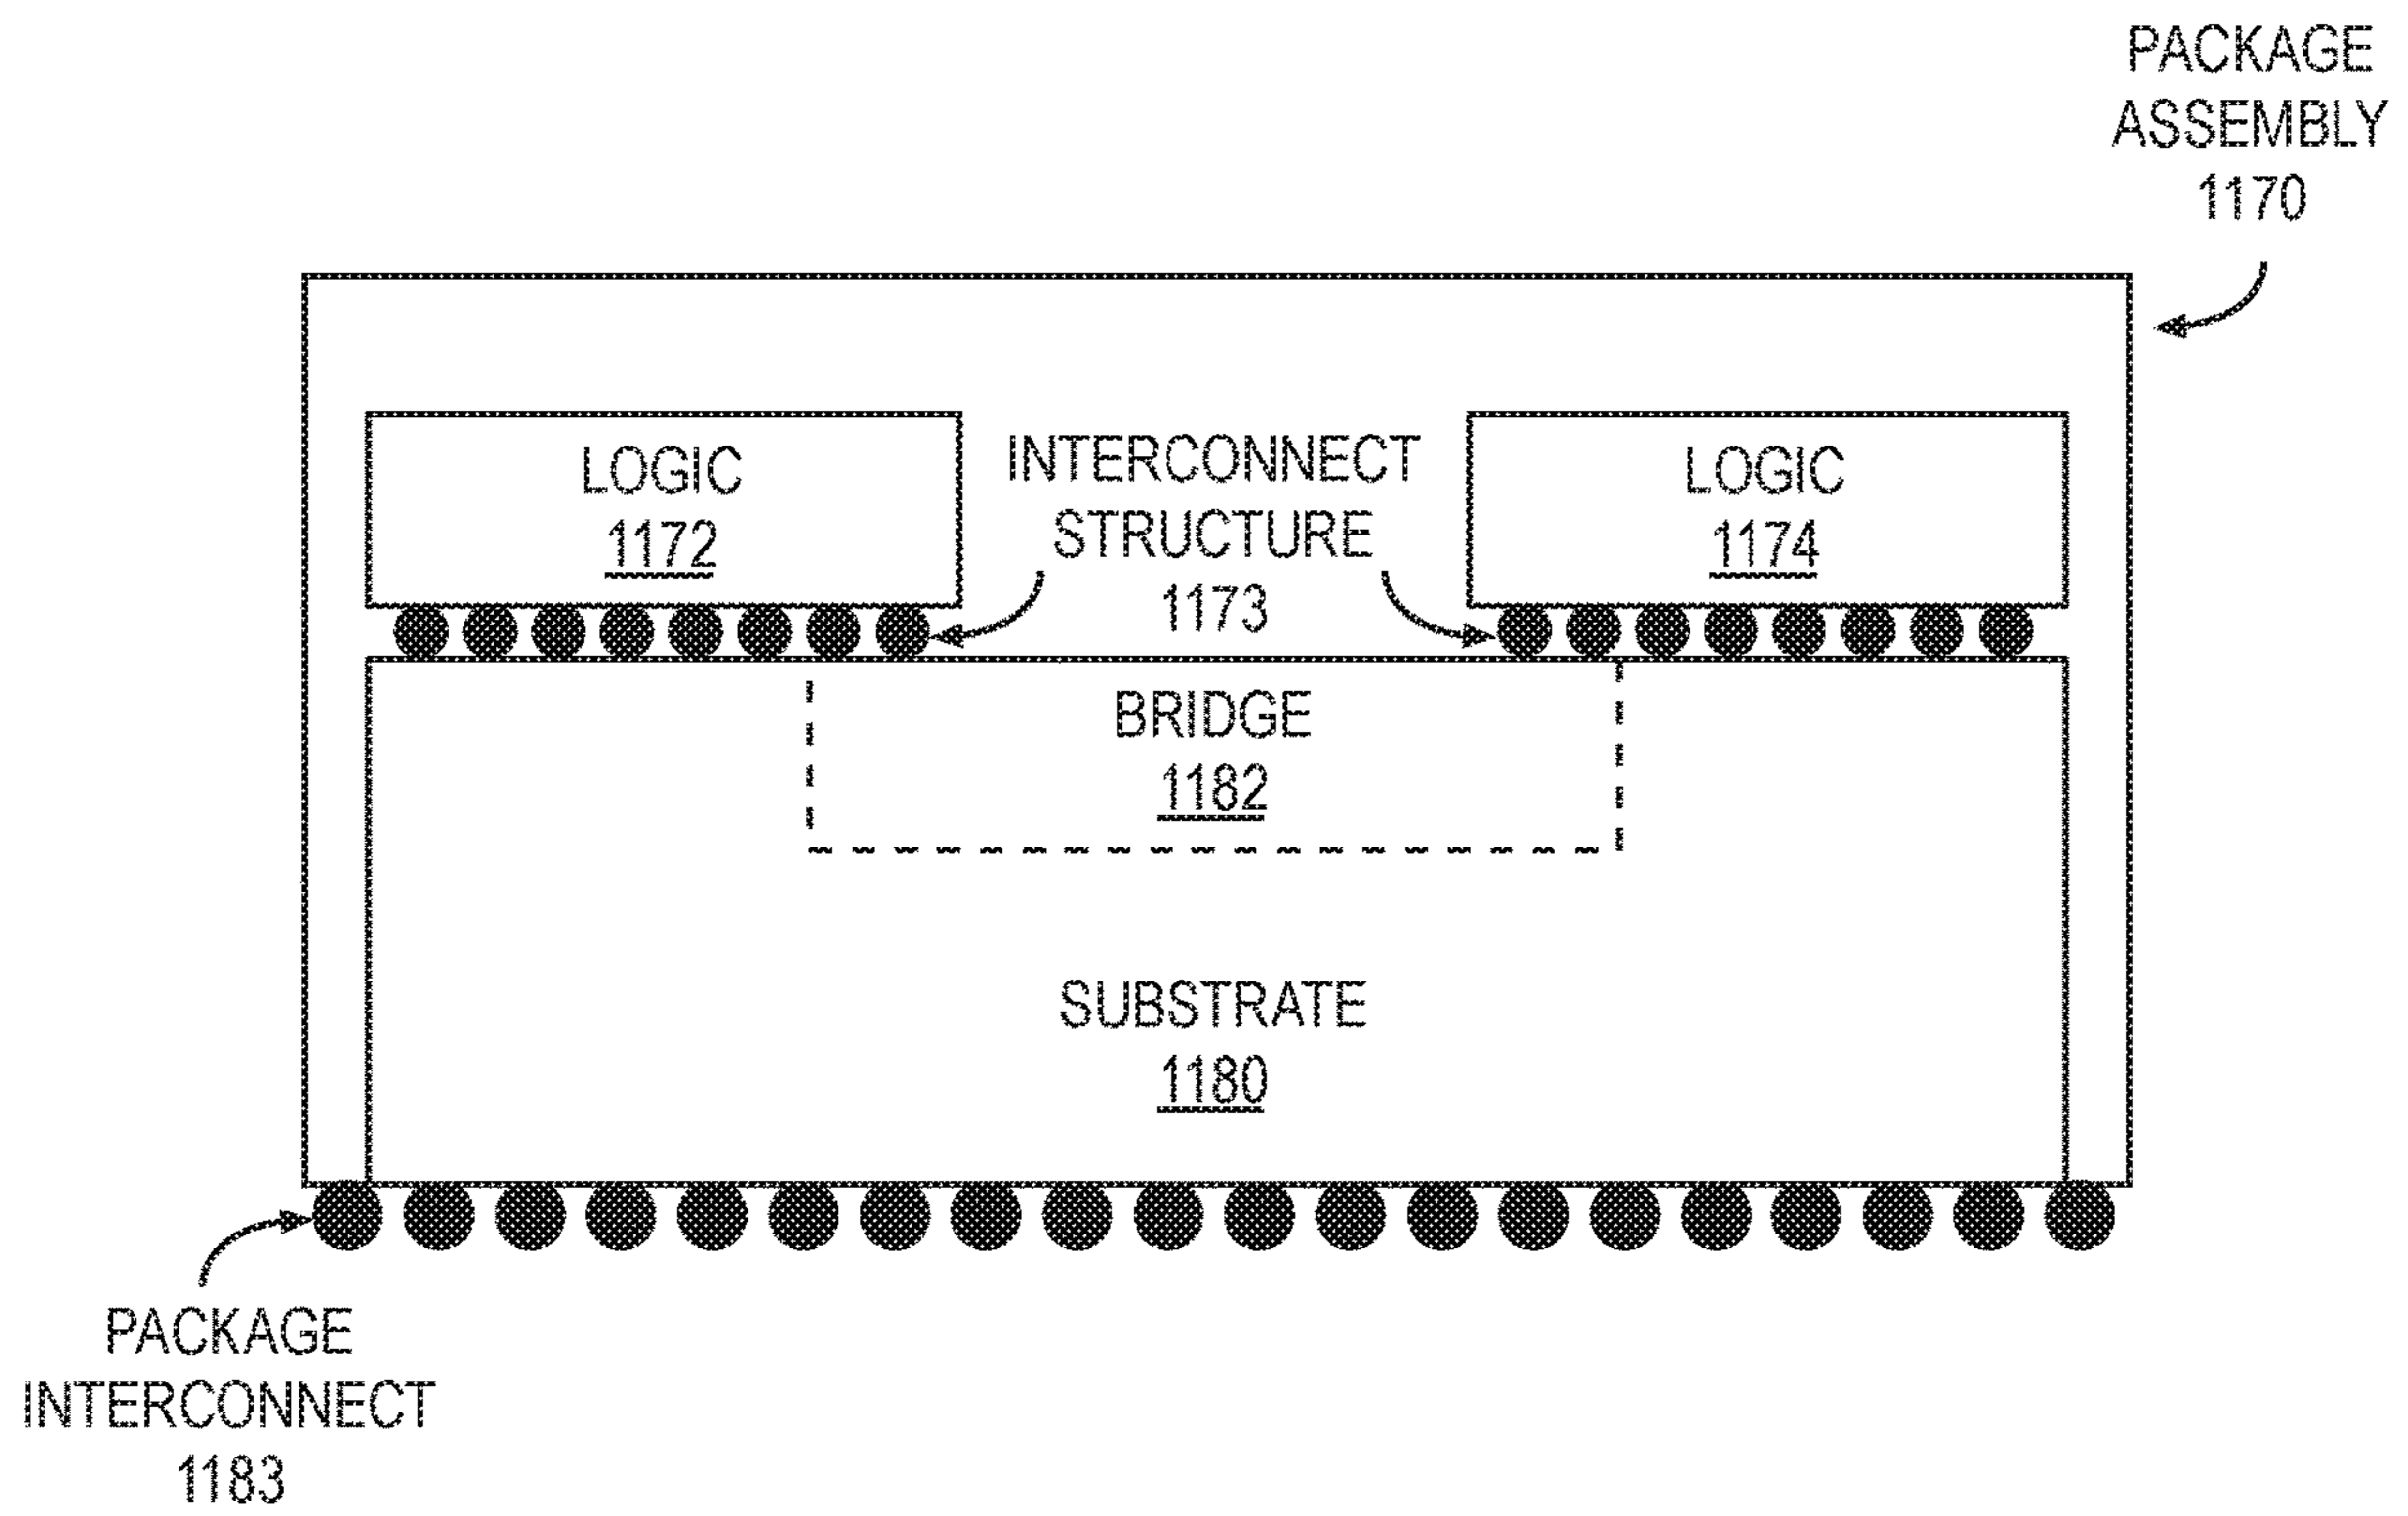 PACKAGE
ASSEMBLY
1170
LOGIC
1172
INTERCONNECT
STRUCTURE
1173
LOGIC
1174
BRIDGE
1182
SUBSTRATE
1180
PACKAGE
INTERCONNECT
1183